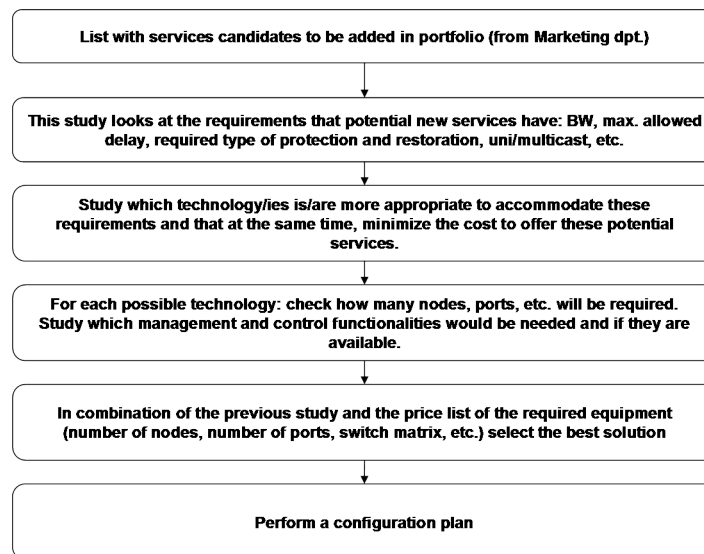 List with services candidates to be added in portfolio (from Marketing dpt.)
This study looks at the requirements that potential new services have: BW, max. allowed
delay, required type of protection and restoration, uni/multicast, etc.
Study which technology/ies is/are more appropriate to accommodate these
requirements and that at the same time, minimize the cost to offer these potential
services.
For each possible technology: check how many nodes, ports, etc. will be required.
Study which management and control functionalities would be needed and if they are
available.
In combination of the previous study and the price list of the required equipment
(number of nodes, number of ports, switch matrix, etc.) select the best solution
Perform a configuration plan